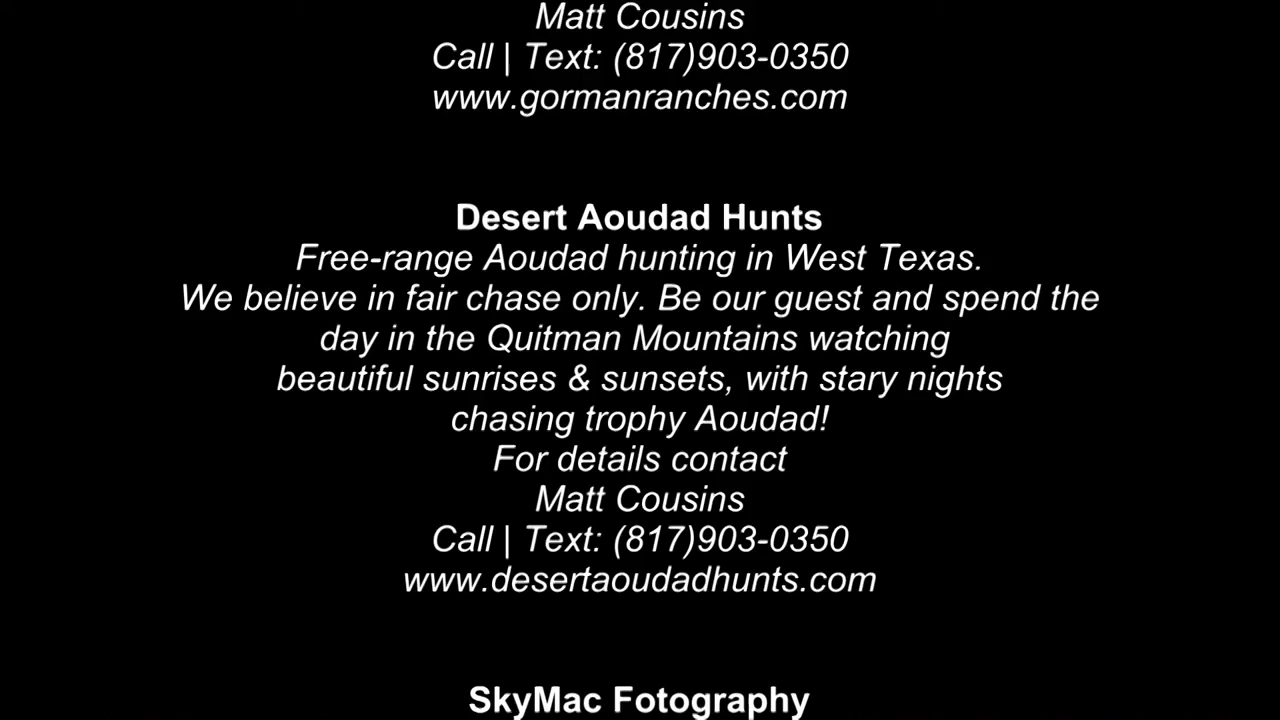 Matt Cousins
Call | Text: (817)903-0350
www.gormanranches.com
Desert Aoudad Hunts
Free-range Aoudad hunting in West Texas.
We believe in fair chase only. Be our guest and spend the
day in the Quitman Mountains watching
beautiful sunrises & sunsets, with stary nights
chasing trophy Aoudad!
For details contact
Matt Cousins
Call | Text: (817)903-0350
www.desertaoudadhunts.com
SkyMac Fotography